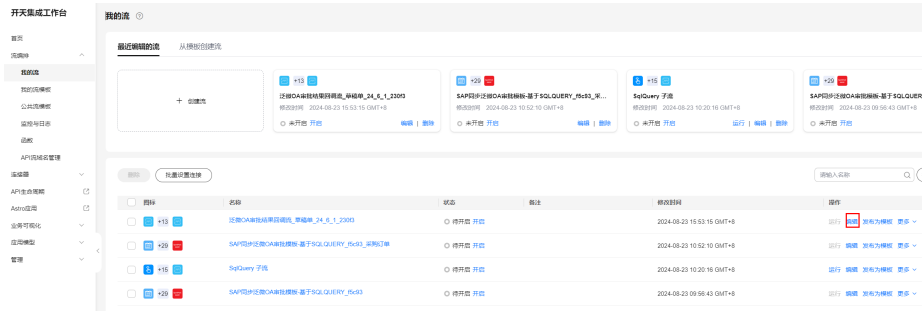 开天集成工作台
首页
流编排
我的流
我的流模板
公共流模板
监控与日志
函数
API流域名管理
连接器
API生命周期
Astro应用
业务可视化
应用模型
管理
我的流
最近编辑的流 从模板创建流
+ 创建流
+13
泛微OA审批结果回调流_草稿单_24_6_1_230f3
修改时间 2024-08-23 15:53:15 GMT+8
未开启 开启 编辑 | 删除
+29
SAP同步泛微OA审批模板-基于SQLQUERY_f5c93_采...
修改时间 2024-08-23 10:52:10 GMT+8
未开启 开启 编辑 | 删除
+15
SqlQuery 子流
修改时间 2024-08-23 10:20:16 GMT+8
未开启 开启 运行 | 编辑 | 删除
+29
SAP同步泛微OA审批模板-基于SQLQUER
修改时间 2024-08-23 09:56:43 GMT+8
未开启 开启
删除 批量设置连接 请输入名称
图标 名称 状态 备注 修改时间 操作
+13 泛微OA审批结果回调流_草稿单_24_6_1_230f3 待开启 开启 2024-08-23 15:53:15 GMT+8 运行 编辑 发布为模板 更多
+29 SAP同步泛微OA审批模板-基于SQLQUERY_f5c93_采购订单 待开启 开启 2024-08-23 10:52:10 GMT+8 运行 编辑 发布为模板 更多
+15 SqlQuery 子流 待开启 开启 2024-08-23 10:20:16 GMT+8 运行 编辑 发布为模板 更多
+29 SAP同步泛微OA审批模板-基于SQLQUERY_f5c93 待开启 开启 2024-08-23 09:56:43 GMT+8 运行 编辑 发布为模板 更多